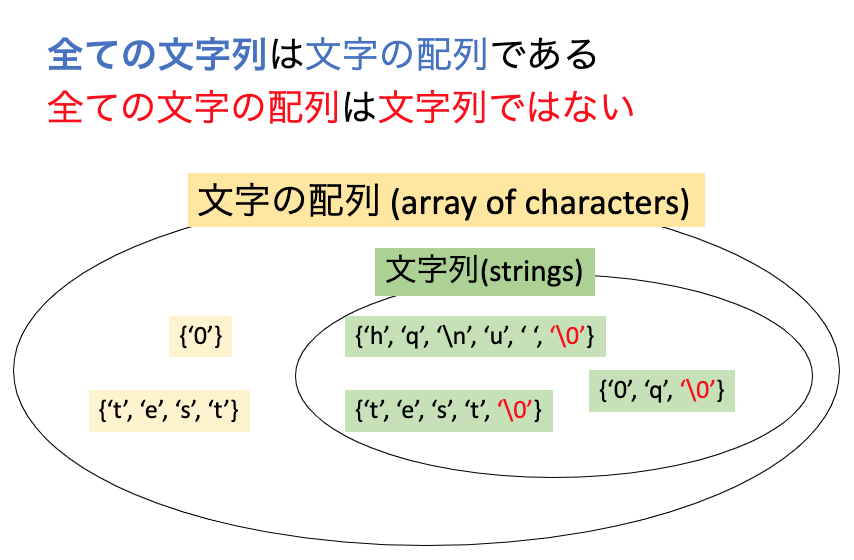 全ての文字列は文字の配列である
全ての文字の配列は文字列ではない
文字の配列 (array of characters)
文字列(strings)
{‘0’}
{‘h’, ‘q’, ‘\n’, ‘u’, ‘ ‘, ‘\0’}
{‘0’, ‘q’, ‘\0’}
{‘t’, ‘e’, ‘s’, ‘t’}
{‘t’, ‘e’, ‘s’, ‘t’, ‘\0’}